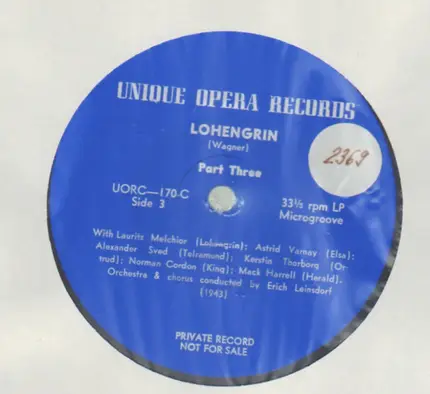 UNIQUE OPERA RECORDS
LOHENGRIN
(Wagner)
2369
Part Three
UORC—170-C
Side 3
33⅓ rpm LP
Microgroove
With Lauritz Melchior (Lohengrin); Astrid Varnay (Elsa);
Alexander Sved (Telramund); Kerstin Thorborg (Or-
trud); Norman Cordon (King); Mack Harrell (Herald).
Orchestra & chorus conducted by Erich Leinsdorf
(1943)
PRIVATE RECORD
NOT FOR SALE